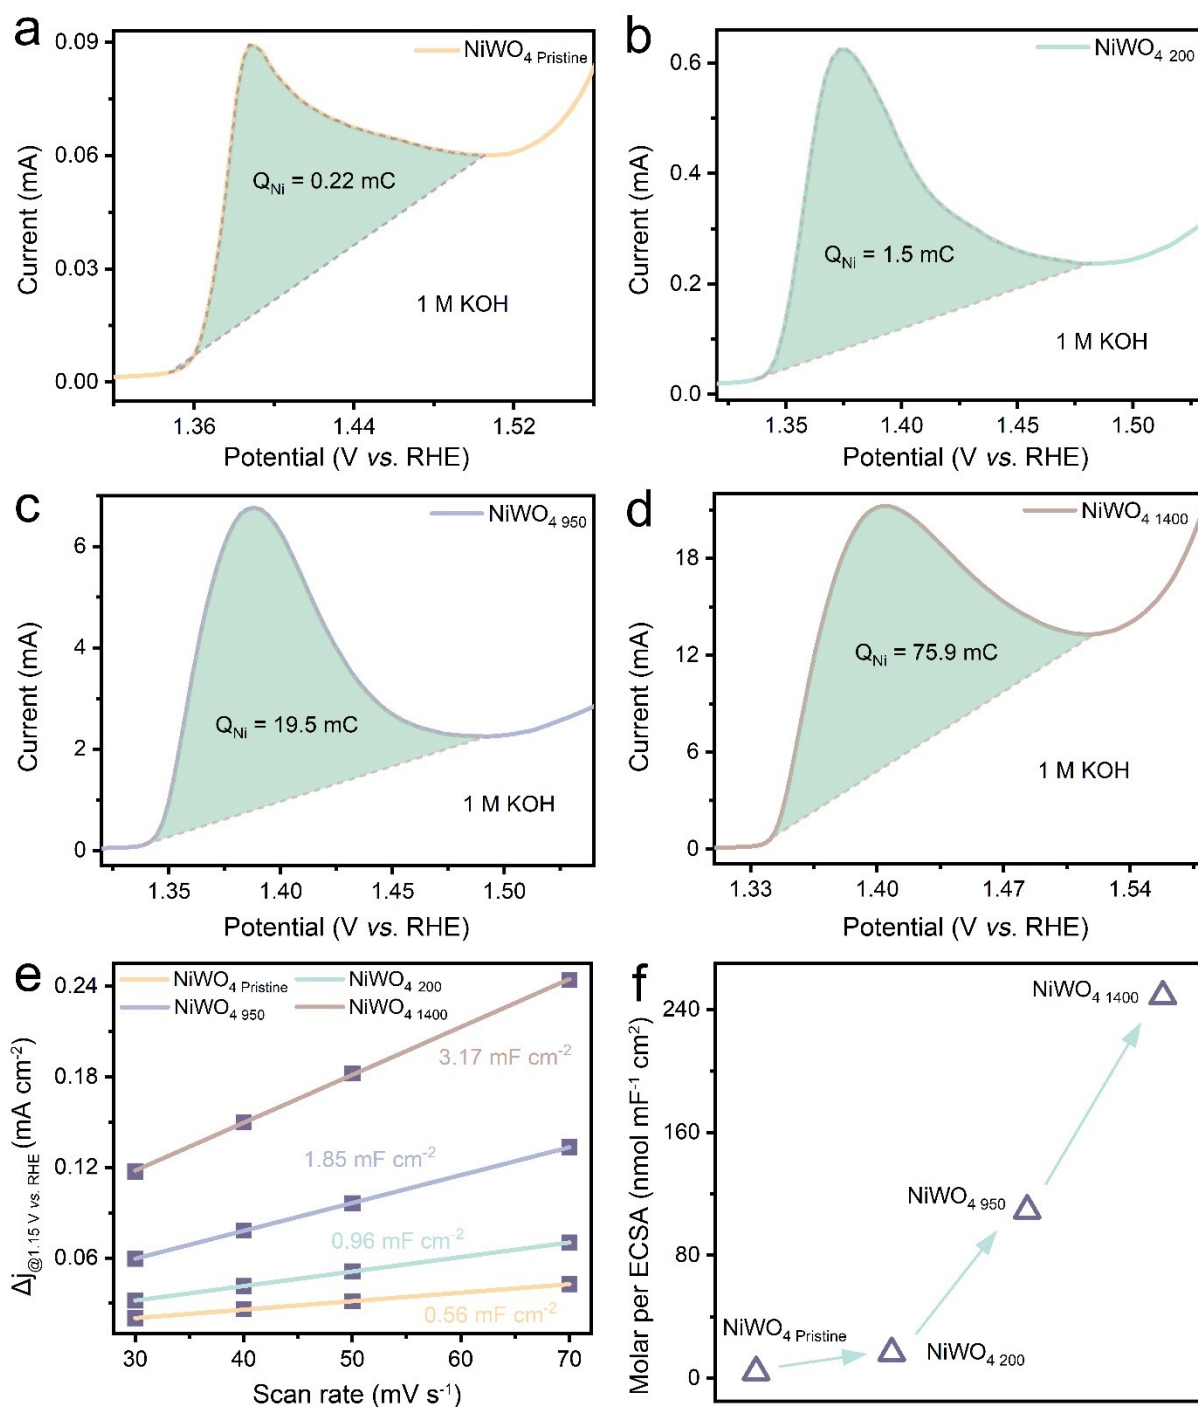 a
NiWO4 Pristine
0.09
0.06
0.03
0.00
Current (mA)
QNi = 0.22 mC
1 M KOH
1.36 1.44 1.52
Potential (V vs. RHE)
b
NiWO4 200
0.6
0.4
0.2
0.0
Current (mA)
QNi = 1.5 mC
1 M KOH
1.35 1.40 1.45 1.50
Potential (V vs. RHE)
c
NiWO4 950
6
4
2
0
Current (mA)
QNi = 19.5 mC
1 M KOH
1.35 1.40 1.45 1.50
Potential (V vs. RHE)
d
NiWO4 1400
18
12
6
0
Current (mA)
QNi = 75.9 mC
1 M KOH
1.33 1.40 1.47 1.54
Potential (V vs. RHE)
e
NiWO4 Pristine NiWO4 200
NiWO4 950 NiWO4 1400
0.24
0.18
0.12
0.06
Δj@1.15 V vs. RHE (mA cm-2)
3.17 mF cm-2
1.85 mF cm-2
0.96 mF cm-2
0.56 mF cm-2
30 40 50 60 70
Scan rate (mV s-1)
f
240
160
80
0
Molar per ECSA (nmol mF-1 cm2)
NiWO4 1400
NiWO4 950
NiWO4 Pristine
NiWO4 200